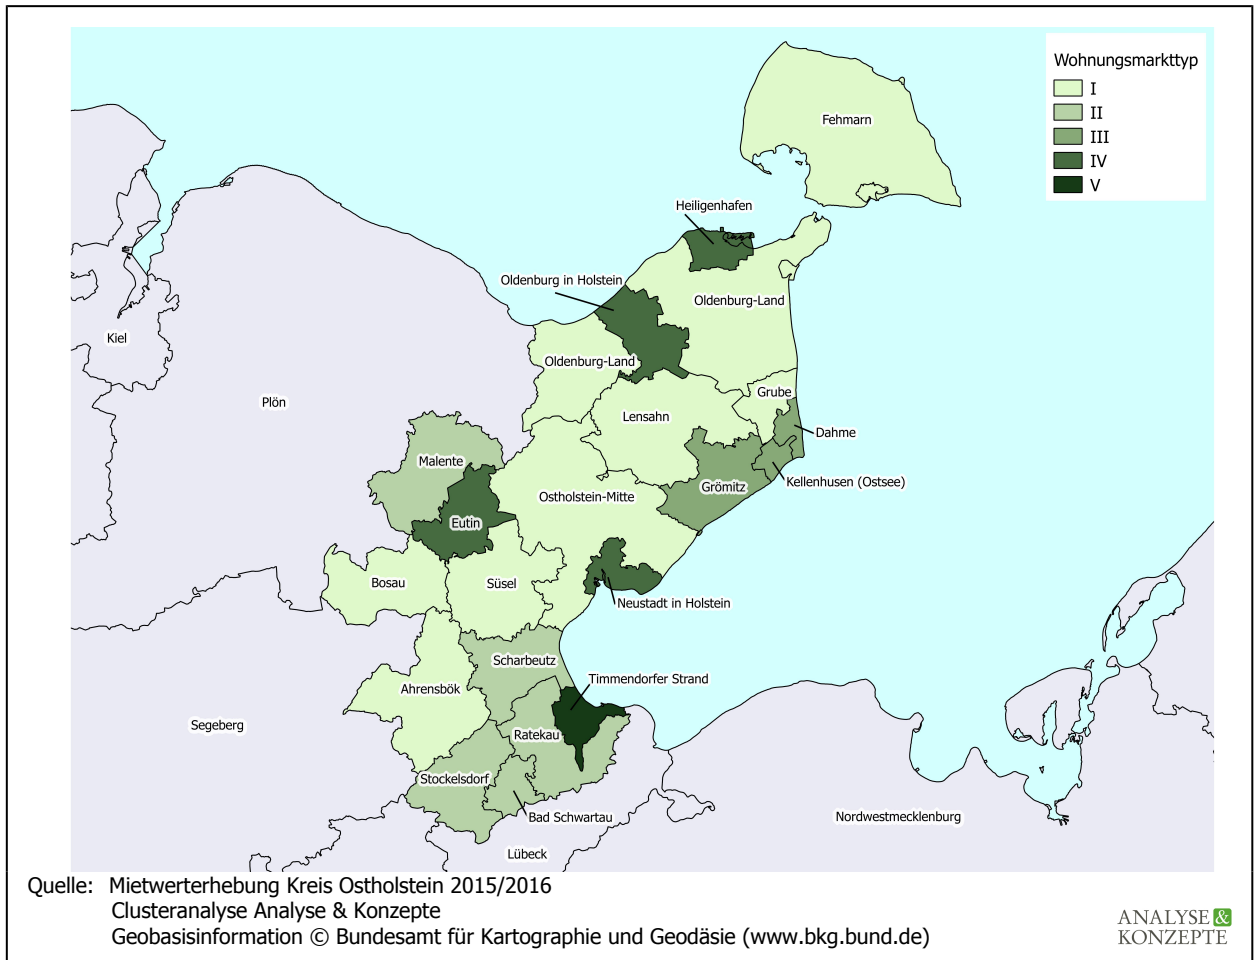 Wohnungsmarkttyp
I
II
III
IV
V
Fehmarn
Heiligenhafen
Oldenburg in Holstein
Oldenburg-Land
Kiel
Oldenburg-Land
Grube
Plön
Lensahn
Dahme
Malente
Kellenhusen (Ostsee)
Grömitz
Ostholstein-Mitte
Eutin
Bosau
Süsel
Neustadt in Holstein
Scharbeutz
Timmendorfer Strand
Ahrensbök
Segeberg
Ratekau
Stockelsdorf
Bad Schwartau
Nordwestmecklenburg
Lübeck
Quelle: Mietwerterhebung Kreis Ostholstein 2015/2016
Clusteranalyse Analyse & Konzepte
Geobasisinformation © Bundesamt für Kartographie und Geodäsie (www.bkg.bund.de)
ANALYSE &
KONZEPTE